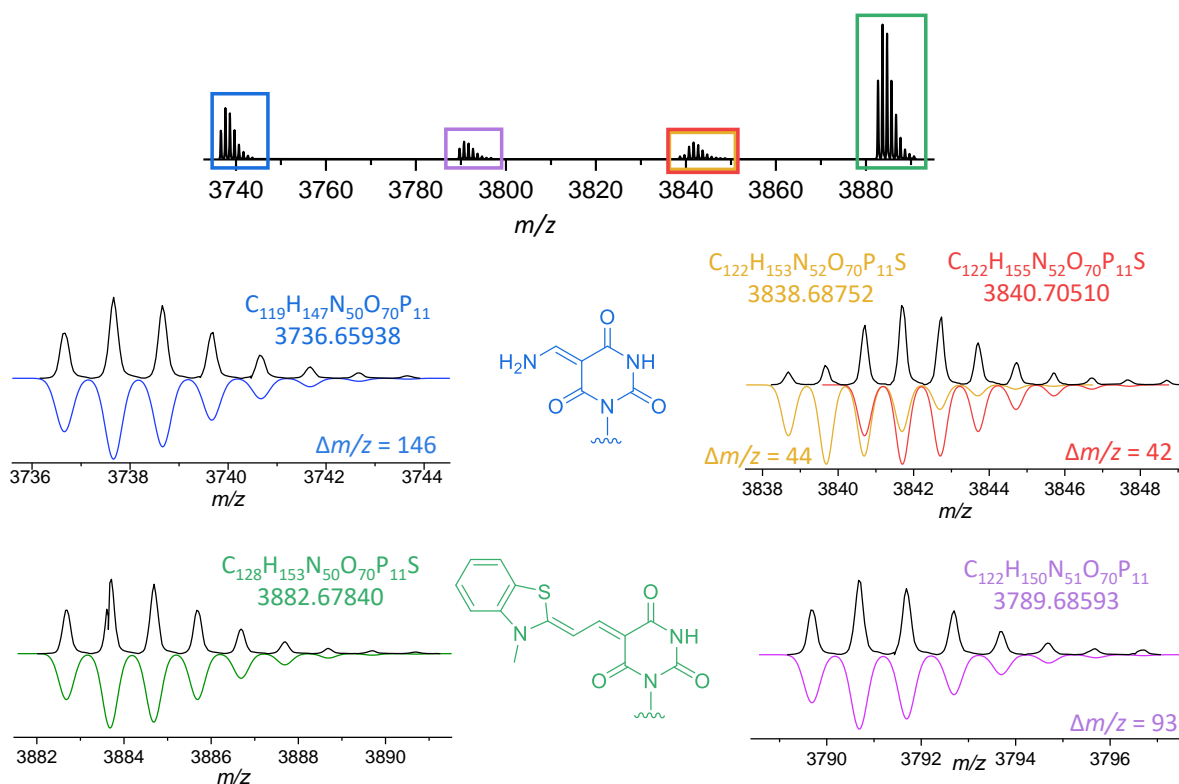 3740 3760 3780 3800 3820 3840 3860 3880
m/z
C₁₁₉H₁₄₇N₅₀O₇₀P₁₁
3736.65938
Δm/z = 146
3736 3738 3740 3742 3744
m/z
H₂N
O
NH
O
N
O
C₁₂₂H₁₅₃N₅₂O₇₀P₁₁S C₁₂₂H₁₅₅N₅₂O₇₀P₁₁S
3838.68752 3840.70510
Δm/z = 44 Δm/z = 42
3838 3840 3842 3844 3846 3848
m/z
C₁₂₈H₁₅₃N₅₀O₇₀P₁₁S
3882.67840
3882 3884 3886 3888 3890
m/z
S
O
N
NH
O
N
O
C₁₂₂H₁₅₀N₅₁O₇₀P₁₁
3789.68593
Δm/z = 93
3790 3792 3794 3796
m/z